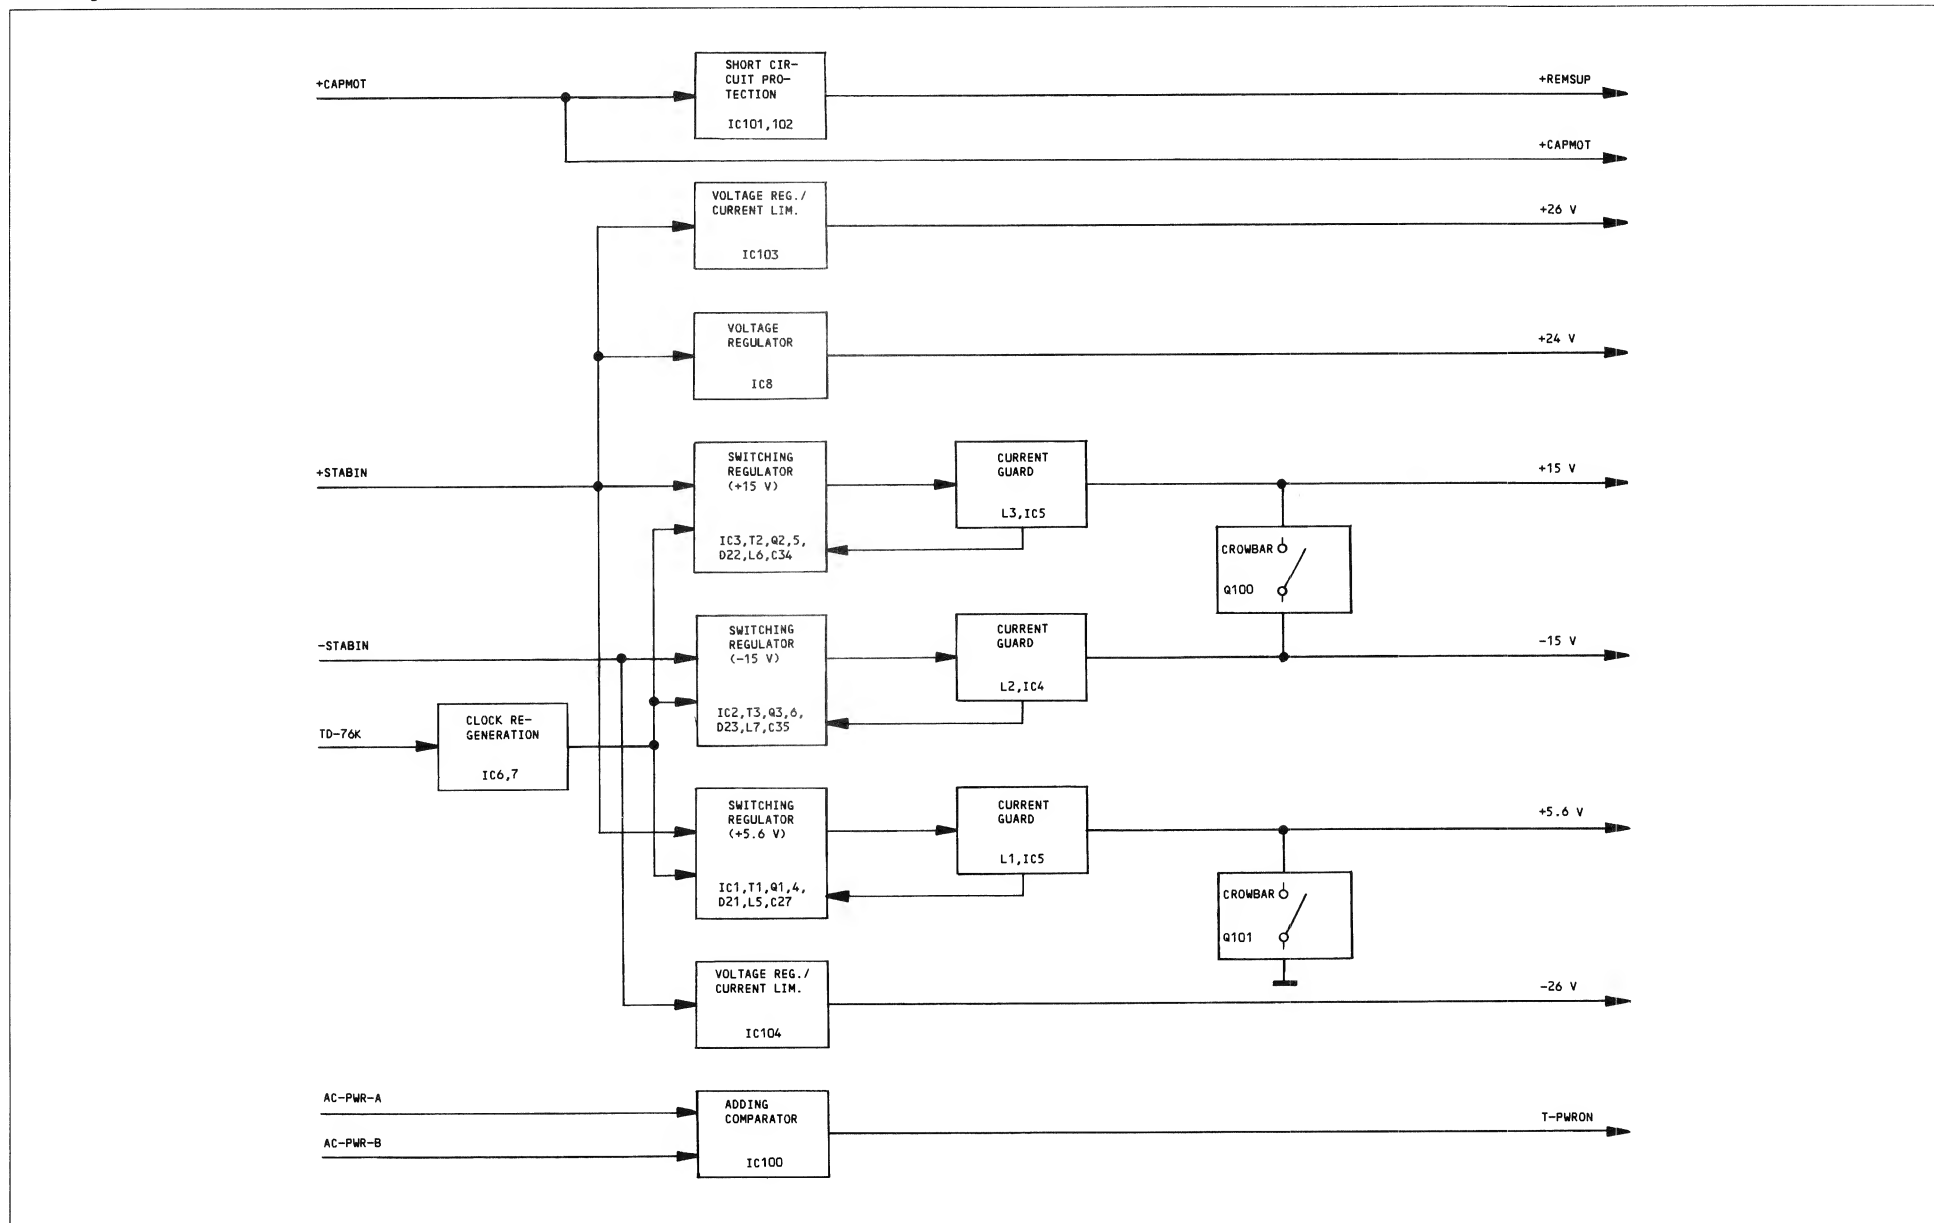 +CAPMOT
SHORT CIR-
CUIT PRO-
TECTION
IC101,102
+REMSUP
+CAPMOT
VOLTAGE REG./
CURRENT LIM.
IC103
+26 V
VOLTAGE
REGULATOR
IC8
+24 V
+STABIN
SWITCHING
REGULATOR
(+15 V)
IC3,T2,Q2,5,
D22,L6,C34
CURRENT
GUARD
L3,IC5
+15 V
CROWBAR
Q100
-STABIN
SWITCHING
REGULATOR
(-15 V)
IC2,T3,Q3,6,
D23,L7,C35
CURRENT
GUARD
L2,IC4
-15 V
TD-76K
CLOCK RE-
GENERATION
IC6,7
SWITCHING
REGULATOR
(+5.6 V)
IC1,T1,Q1,4,
D21,L5,C27
CURRENT
GUARD
L1,IC5
+5.6 V
CROWBAR
Q101
VOLTAGE REG./
CURRENT LIM.
IC104
-26 V
AC-PWR-A
AC-PWR-B
ADDING
COMPARATOR
IC100
T-PWRON